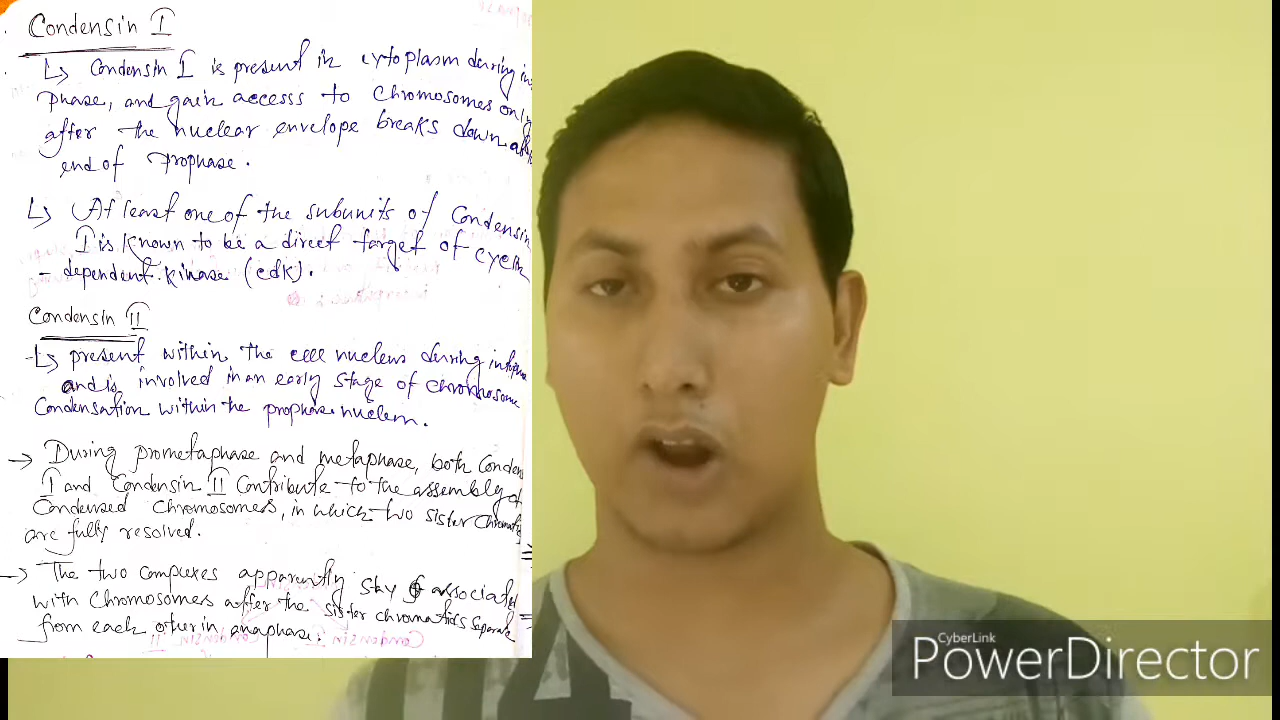 Condensin I
↳ Condensin I is present in cytoplasm during in
phase, and gain accesss to chromosomes only
after the nuclear envelope breaks down at the
end of Prophase.
↳ At least one of the subunits of Condensin
I is known to be a direct target of cyclin
- dependent kinase (cdk).
Condensin II
↳ present within the cell nucleus during
and is involved in an early stage of chromosome
Condensation within the prophase
→ During prometaphase and metaphase, both Conden
I and Condensin II Contribute to the assembly of
Condensed Chromosomes, in which two sister
are fully resolved.
→ The two complexes apparently stay associated
with chromosomes after the sister chromatids separate
from each other in anaphase.
CyberLink
PowerDirector